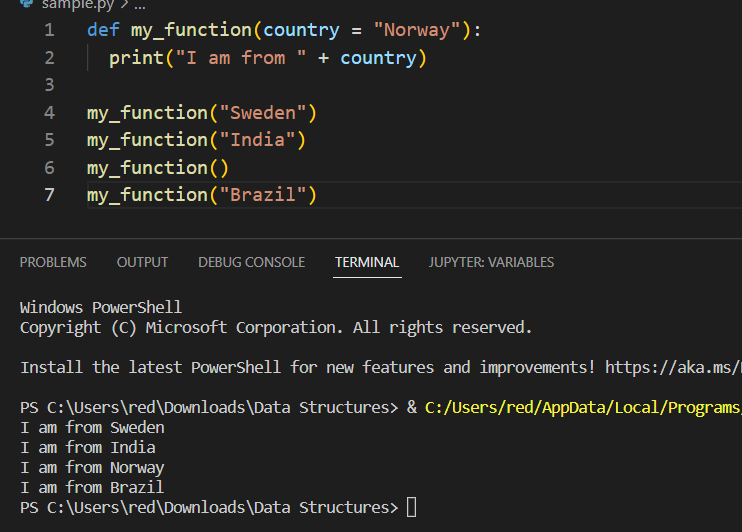 sample.py > ...
1 def my_function(country = "Norway"):
2   print("I am from " + country)
3
4 my_function("Sweden")
5 my_function("India")
6 my_function()
7 my_function("Brazil")
PROBLEMS OUTPUT DEBUG CONSOLE TERMINAL JUPYTER: VARIABLES
Windows PowerShell
Copyright (C) Microsoft Corporation. All rights reserved.
Install the latest PowerShell for new features and improvements! https://aka.ms/
PS C:\Users\red\Downloads\Data Structures> & C:/Users/red/AppData/Local/Programs/
I am from Sweden
I am from India
I am from Norway
I am from Brazil
PS C:\Users\red\Downloads\Data Structures>